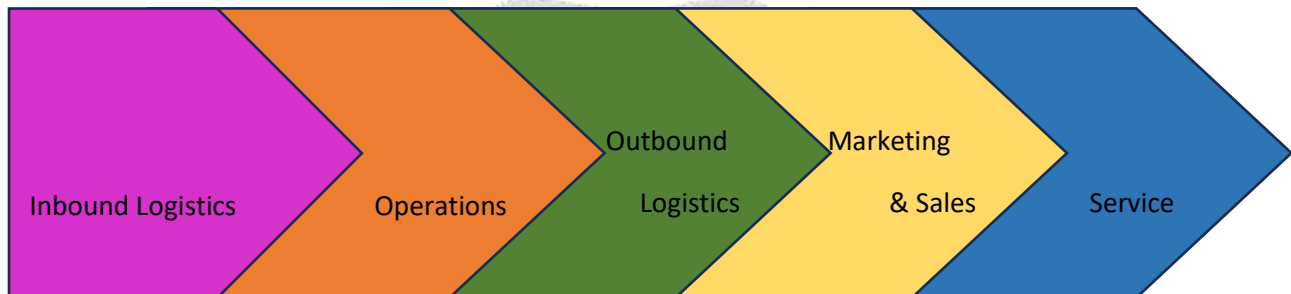 Inbound Logistics
Operations
Outbound
Logistics
Marketing
& Sales
Service